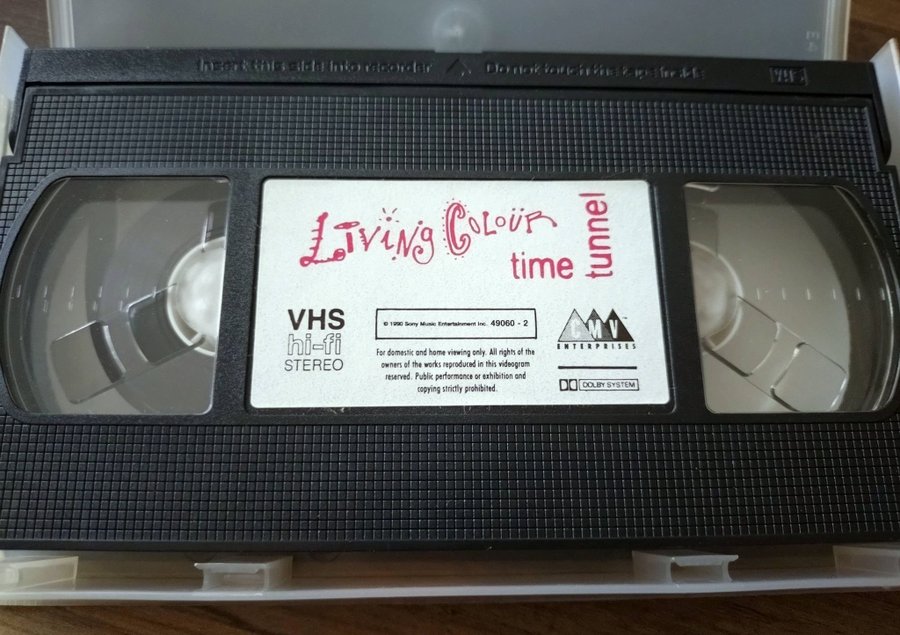 Insert this side into recorder △ Do not touch the tape inside VHS
LIVING COLOUR
time tunnel
VHS
hi-fi
STEREO
© 1990 Sony Music Entertainment Inc. 49060 - 2
For domestic and home viewing only. All rights of the
owners of the works reproduced in this videogram
reserved. Public performance or exhibition and
copying strictly prohibited.
CMV
ENTERPRISES
DOLBY SYSTEM